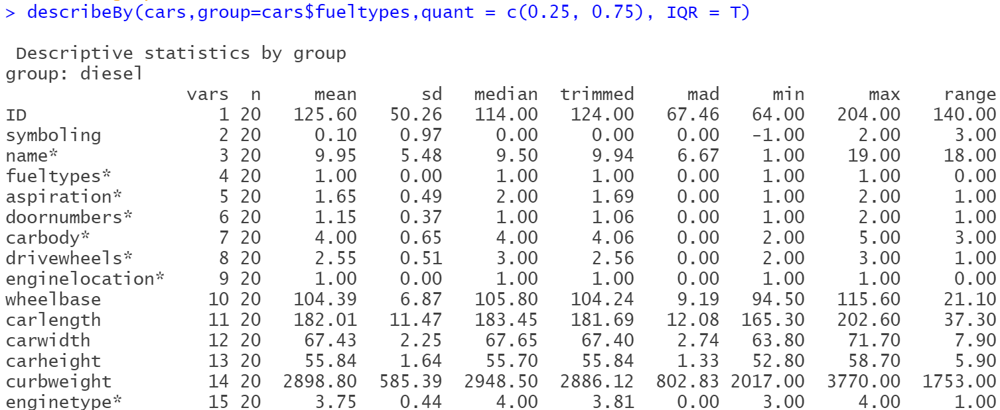 > describeBy(cars,group=cars$fueltypes,quant = c(0.25, 0.75), IQR = T)
Descriptive statistics by group
group: diesel
vars n mean sd median trimmed mad min max range
ID 1 20 125.60 50.26 114.00 124.00 67.46 64.00 204.00 140.00
symboling 2 20 0.10 0.97 0.00 0.00 0.00 -1.00 2.00 3.00
name* 3 20 9.95 5.48 9.50 9.94 6.67 1.00 19.00 18.00
fueltypes* 4 20 1.00 0.00 1.00 1.00 0.00 1.00 1.00 0.00
aspiration* 5 20 1.65 0.49 2.00 1.69 0.00 1.00 2.00 1.00
doornumbers* 6 20 1.15 0.37 1.00 1.06 0.00 1.00 2.00 1.00
carbody* 7 20 4.00 0.65 4.00 4.06 0.00 2.00 5.00 3.00
drivewheels* 8 20 2.55 0.51 3.00 2.56 0.00 2.00 3.00 1.00
enginelocation* 9 20 1.00 0.00 1.00 1.00 0.00 1.00 1.00 0.00
wheelbase 10 20 104.39 6.87 105.80 104.24 9.19 94.50 115.60 21.10
carlength 11 20 182.01 11.47 183.45 181.69 12.08 165.30 202.60 37.30
carwidth 12 20 67.43 2.25 67.65 67.40 2.74 63.80 71.70 7.90
carheight 13 20 55.84 1.64 55.70 55.84 1.33 52.80 58.70 5.90
curbweight 14 20 2898.80 585.39 2948.50 2886.12 802.83 2017.00 3770.00 1753.00
enginetype* 15 20 3.75 0.44 4.00 3.81 0.00 3.00 4.00 1.00